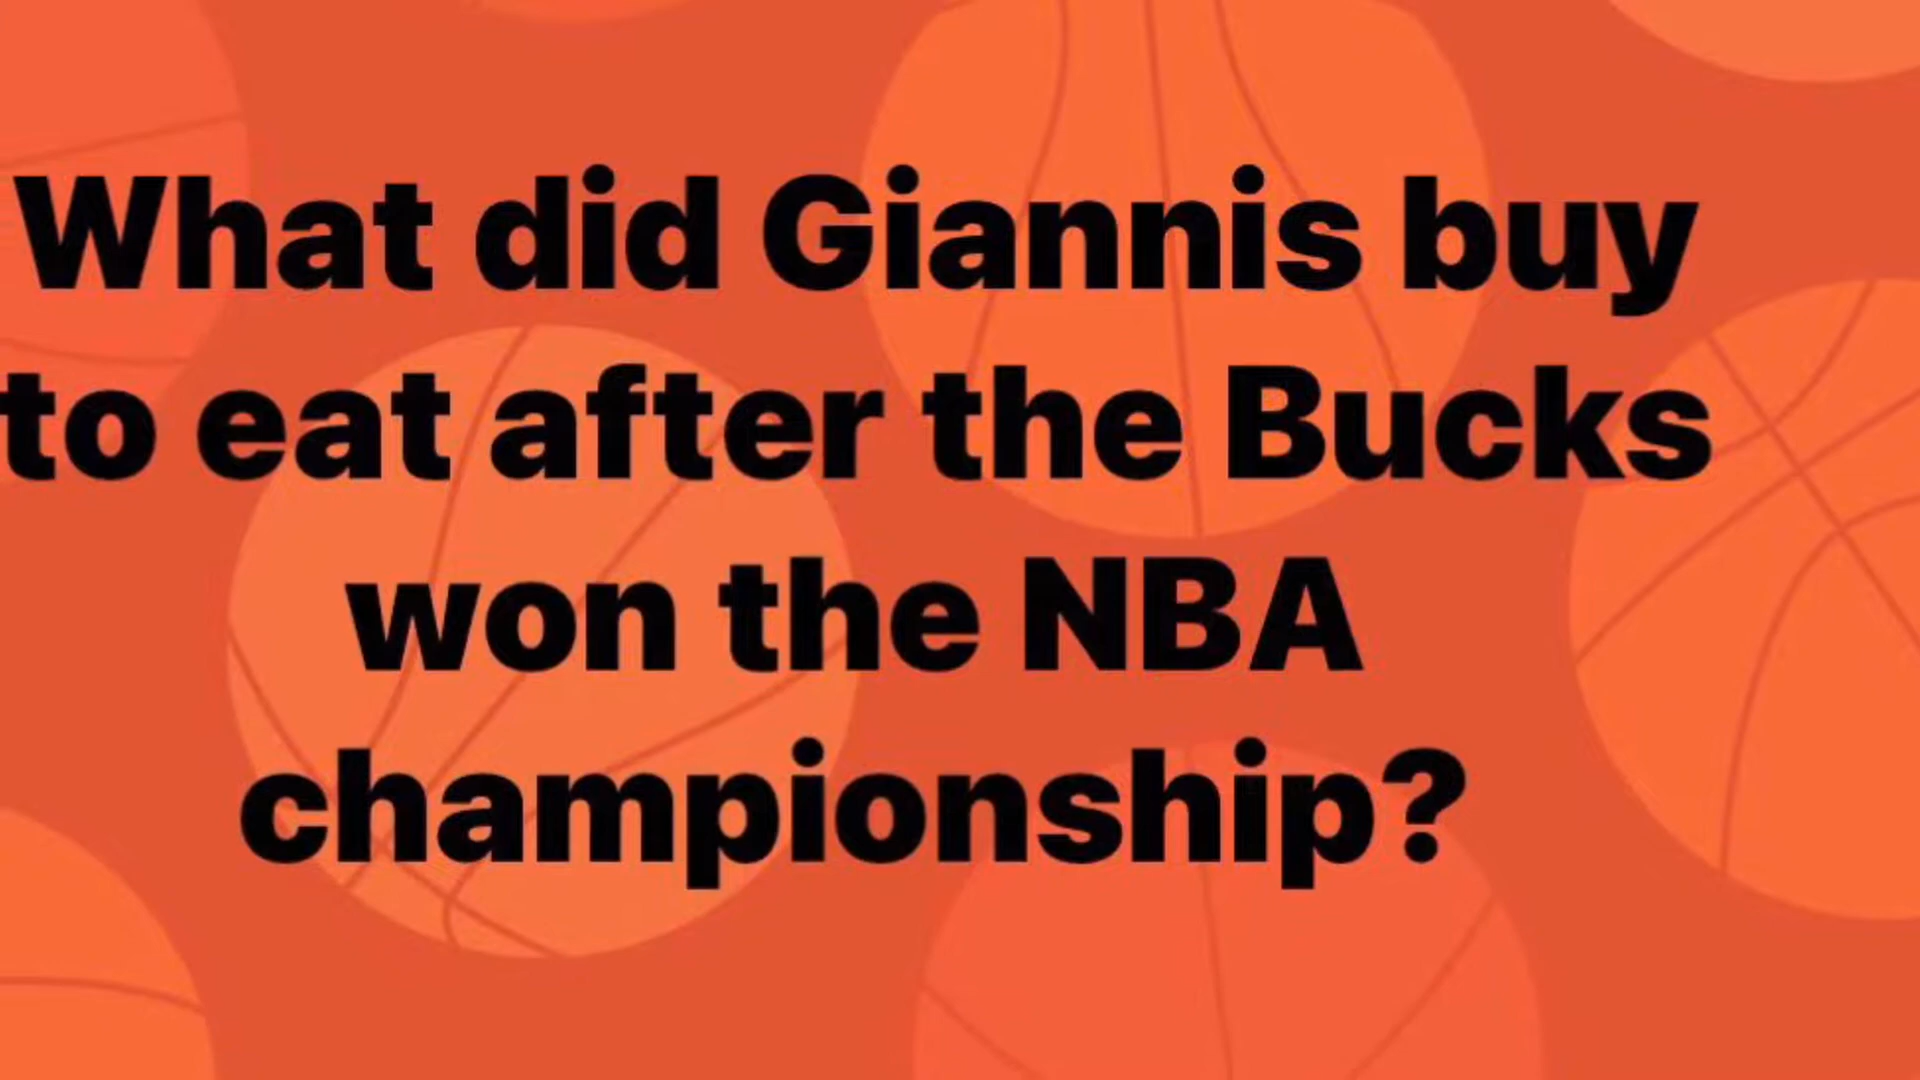 What did Giannis buy
to eat after the Bucks
won the NBA
championship?